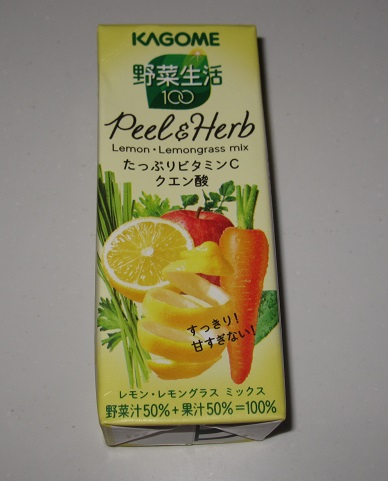 KAGOME
野菜生活
100
Peel & Herb
Lemon・Lemongrass mix
たっぷりビタミンC
クエン酸
すっきり!
甘すぎない!
レモン・レモングラス ミックス
野菜汁50%+果汁50%=100%